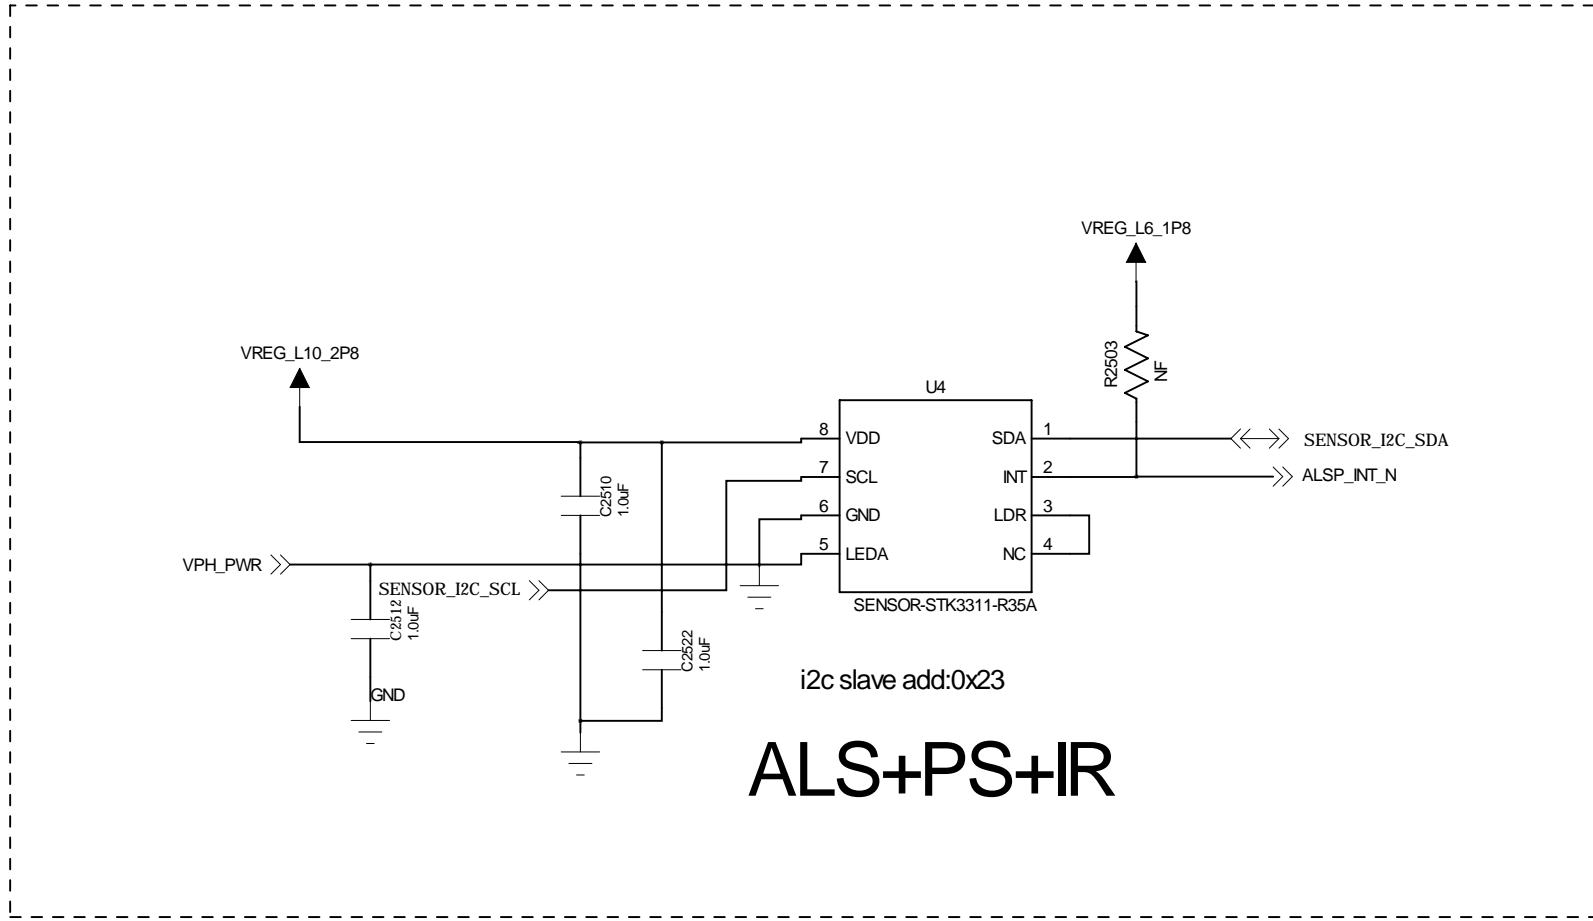 VREG_L6_1P8
R2503
NF
VREG_L10_2P8
U4
8 VDD SDA 1
SENSOR_I2C_SDA
7 SCL INT 2
ALSP_INT_N
C2510
1.0uF
6 GND LDR 3
5 LEDA NC 4
VPH_PWR
SENSOR_I2C_SCL
SENSOR-STK3311-R35A
C2512
1.0uF
C2522
1.0uF
i2c slave add:0x23
GND
ALS+PS+IR